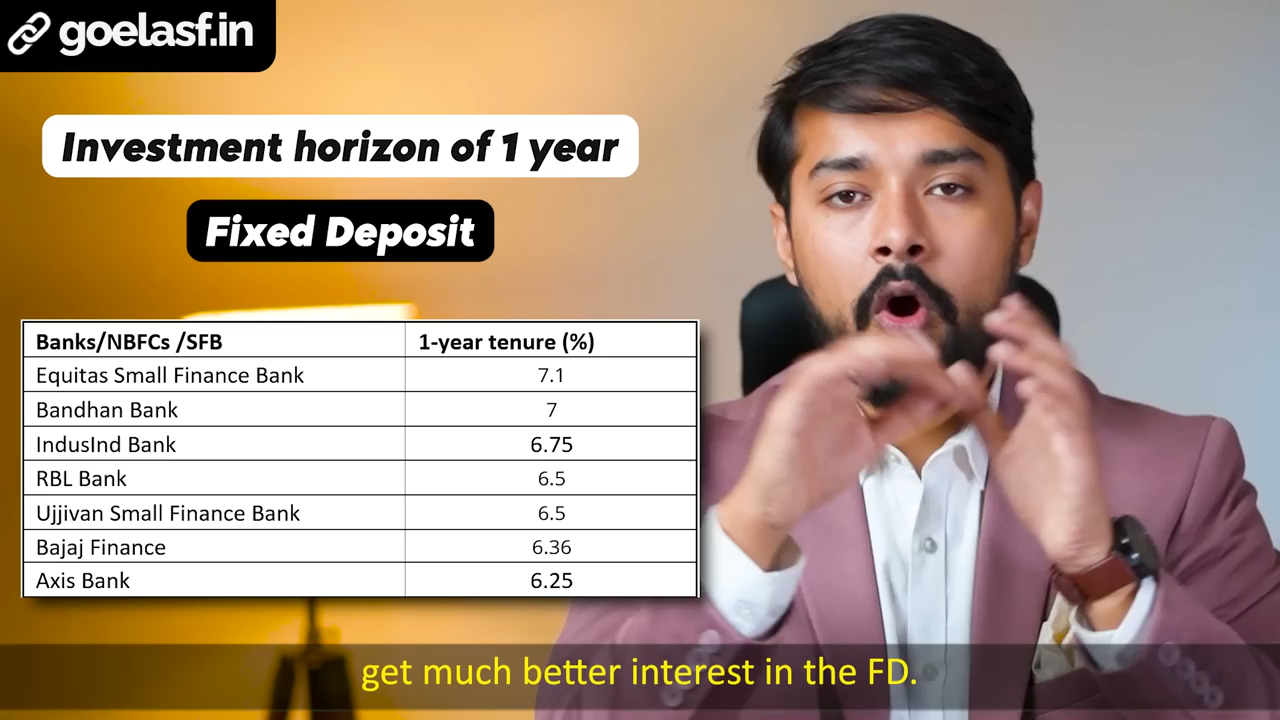 goelasf.in
Investment horizon of 1 year
Fixed Deposit
Banks/NBFCs /SFB 1-year tenure (%)
Equitas Small Finance Bank 7.1
Bandhan Bank 7
IndusInd Bank 6.75
RBL Bank 6.5
Ujjivan Small Finance Bank 6.5
Bajaj Finance 6.36
Axis Bank 6.25
get much better interest in the FD.